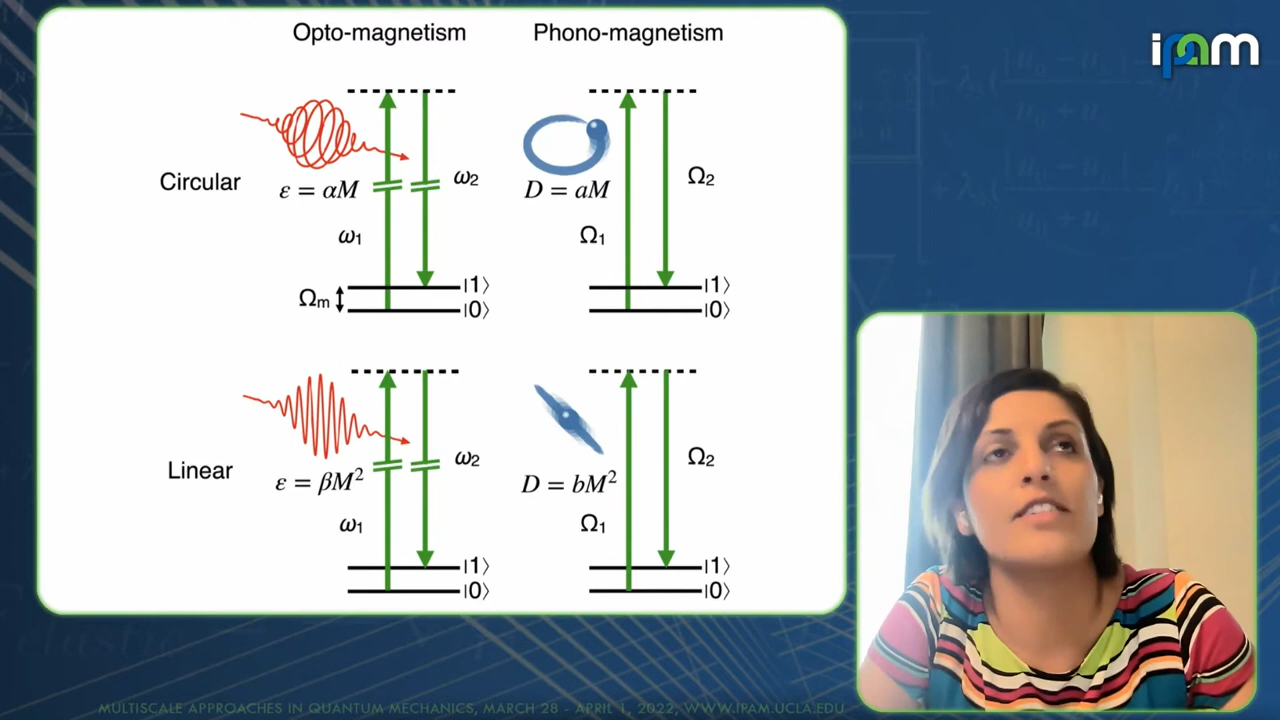 Opto-magnetism
Phono-magnetism
ipam
Circular
ε = αM
ω₂
ω₁
Ωm
|1⟩
|0⟩
D = aM
Ω₂
Ω₁
|1⟩
|0⟩
Linear
ε = βM²
ω₂
ω₁
|1⟩
|0⟩
D = bM²
Ω₂
Ω₁
|1⟩
|0⟩
MULTISCALE APPROACHES IN QUANTUM MECHANICS, MARCH 28 - APRIL 1, 2022, WWW.IPAM.UCLA.EDU